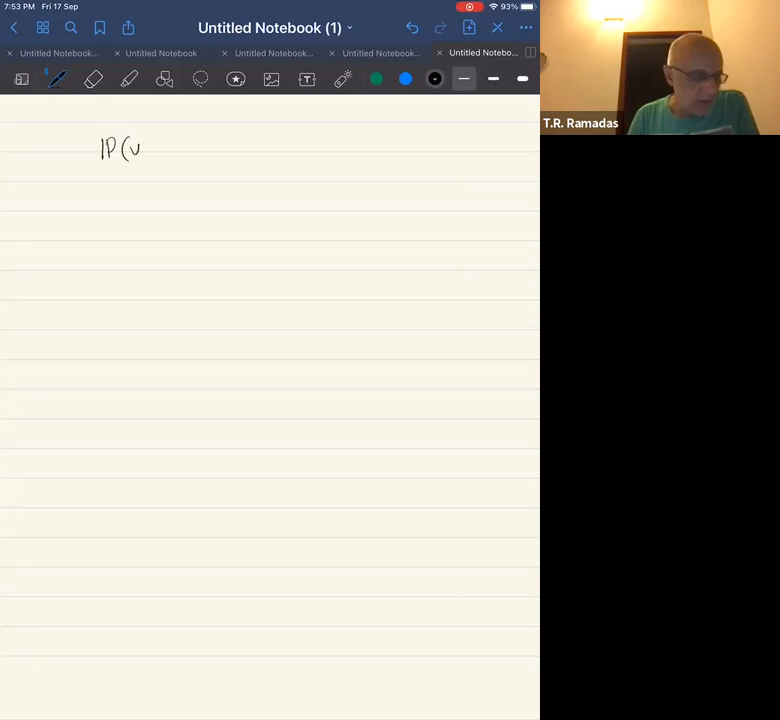 7:53 PM Fri 17 Sep 93%
Untitled Notebook (1)
Untitled Notebook... Untitled Notebook Untitled Notebook... Untitled Notebook... Untitled Notebo...
T
T.R. Ramadas
IP(v